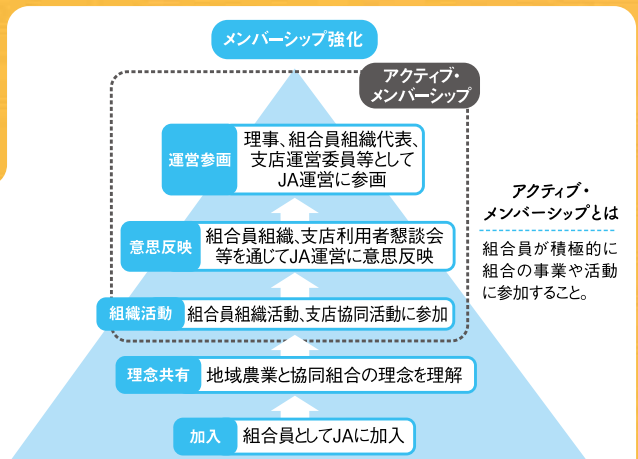 メンバーシップ強化
アクティブ・
メンバーシップ
運営参画
理事、組合員組織代表、
支店運営委員等として
JA運営に参画
意思反映
組合員組織、支店利用者懇談会
等を通じてJA運営に意思反映
組織活動
組合員組織活動、支店協同活動に参加
理念共有
地域農業と協同組合の理念を理解
加入
組合員としてJAに加入
アクティブ・
メンバーシップとは
組合員が積極的に
組合の事業や活動
に参加すること。